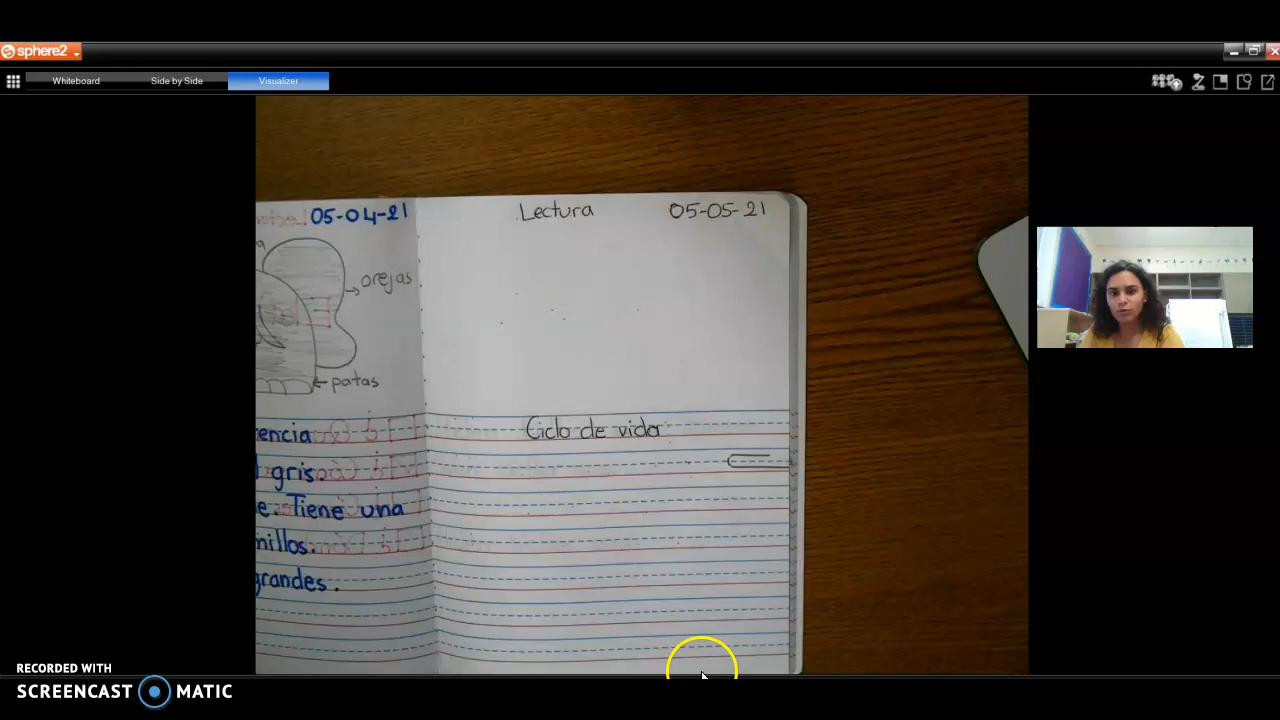 sphere2
Whiteboard
Side by Side
Visualizer
05-04-21
orejas
patas
encia
gris.
e. Tiene una
millos.
grandes.
Lectura
05-05-21
Ciclo de vida
RECORDED WITH
SCREENCAST MATIC